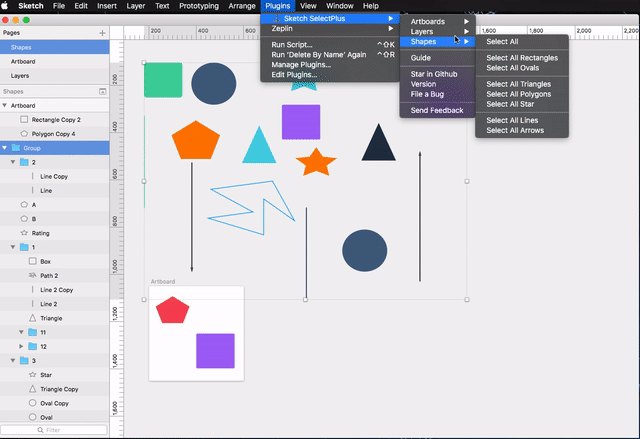 Sketch File Edit Insert Layer Text Prototyping Arrange Plugins View Window Help
Pages
Shapes
Artboard
Layers
Shapes
Artboard
Rectangle Copy 2
Polygon Copy 4
Group
2
Line Copy
Line
A
B
Rating
1
Box
Path 2
Line 2 Copy
Line 2
Triangle
11
12
3
Star
Triangle Copy
Oval Copy
Oval
Filter
Sketch SelectPlus
Zeplin
Run Script... ^⇧K
Run 'Delete By Name' Again ^⇧R
Manage Plugins...
Edit Plugins...
Artboards
Layers
Shapes
Guide
Star in Github
Version
File a Bug
Send Feedback
Select All
Select All Rectangles
Select All Ovals
Select All Triangles
Select All Polygons
Select All Star
Select All Lines
Select All Arrows
200
400
600
800
1,000
1,200
1,400
1,600
200
2,200
2,400
Artboard